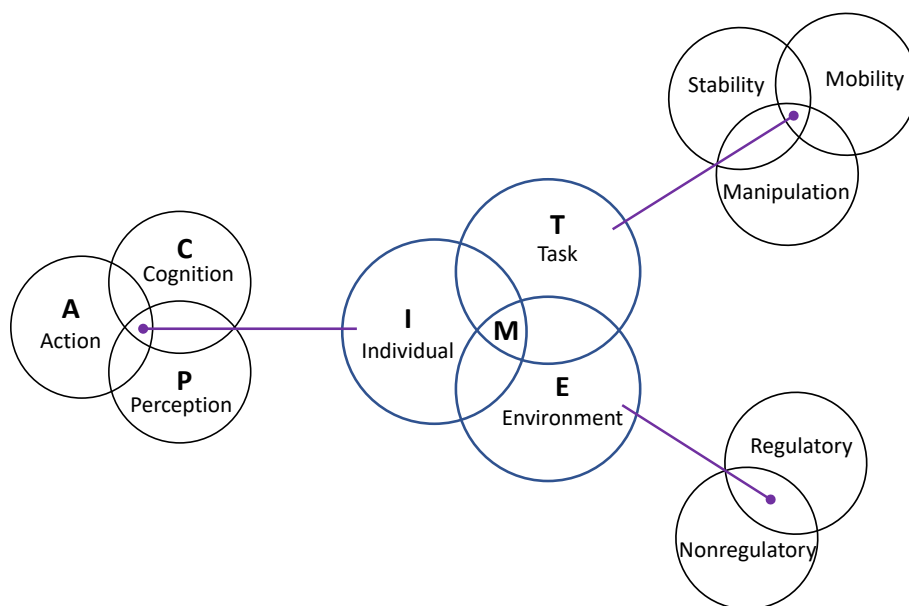 Stability
Mobility
Manipulation
T
Task
C
Cognition
A
Action
P
Perception
I
Individual
M
E
Environment
Regulatory
Nonregulatory